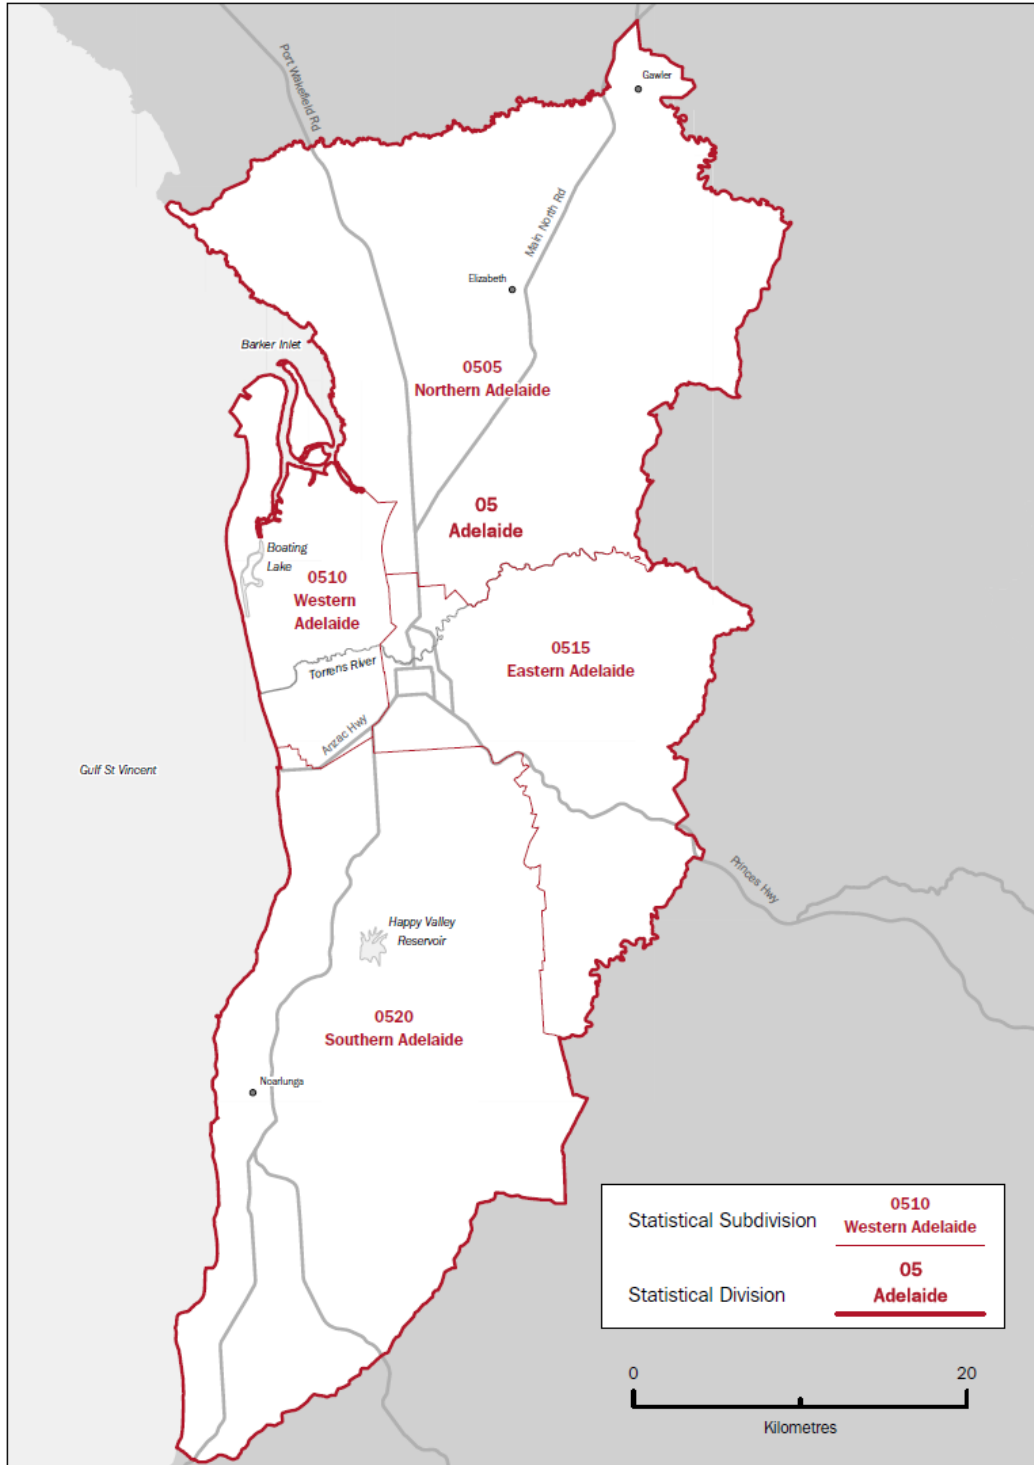 Gawler
Port Wakefield Rd
Main North Rd
Elizabeth
Barker Inlet
0505
Northern Adelaide
05
Adelaide
Boating
Lake
0510
Western
Adelaide
0515
Eastern Adelaide
Torrens River
Anzac Hwy
Gulf St Vincent
Princes Hwy
Happy Valley
Reservoir
0520
Southern Adelaide
Noarlunga
Statistical Subdivision
0510
Western Adelaide
Statistical Division
05
Adelaide
0 20
Kilometres